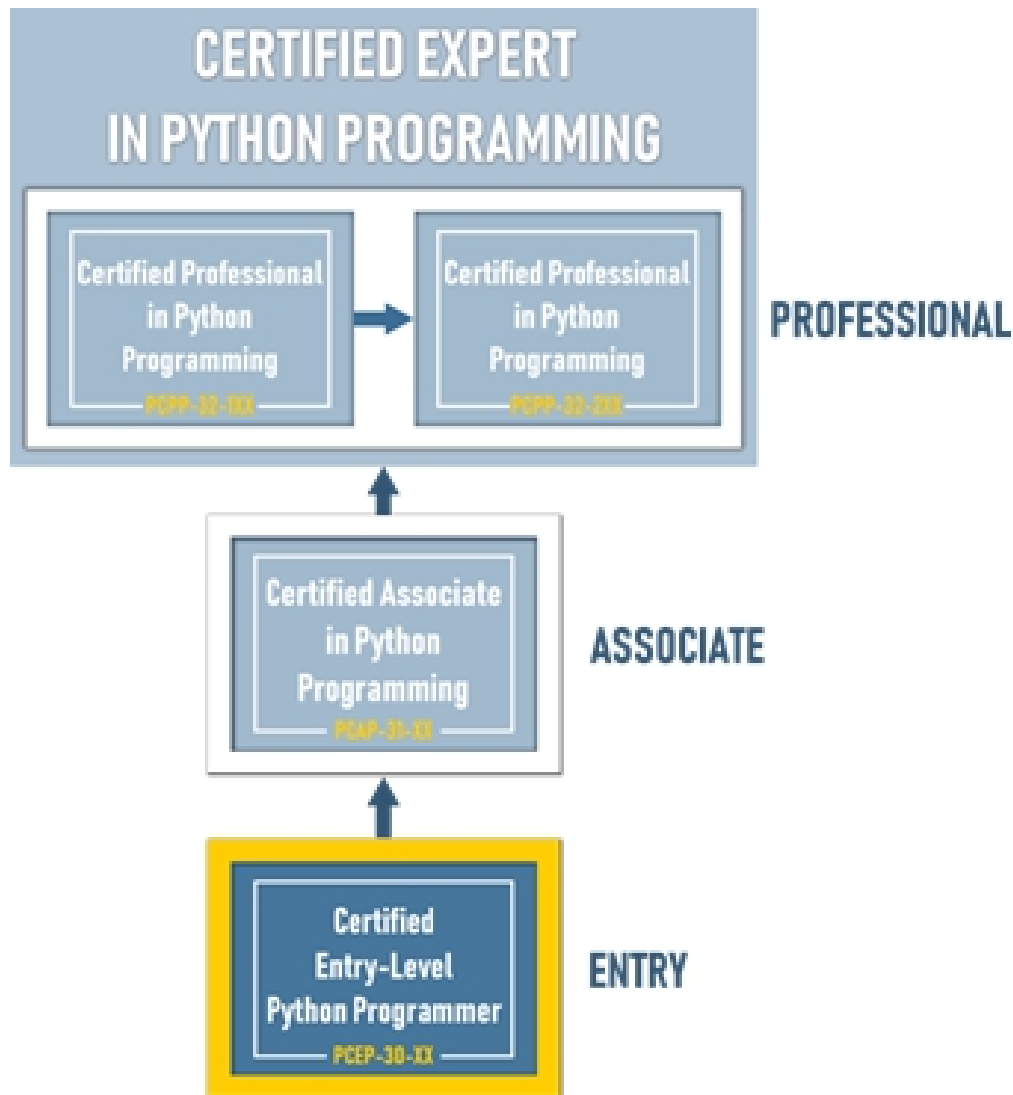 CERTIFIED EXPERT
IN PYTHON PROGRAMMING
Certified Professional
in Python
Programming
PCPP-32-1XX
Certified Professional
in Python
Programming
PCPP-32-2XX
PROFESSIONAL
Certified Associate
in Python
Programming
PCAP-31-XX
ASSOCIATE
Certified
Entry-Level
Python Programmer
PCEP-30-XX
ENTRY